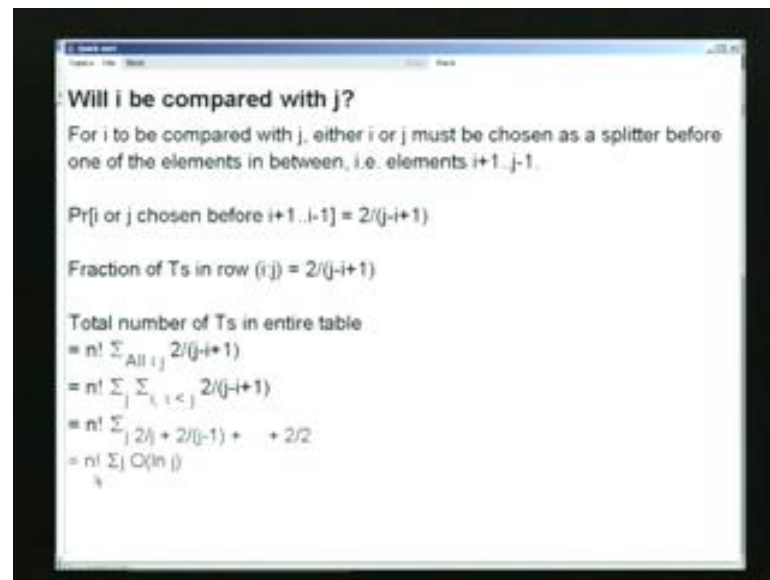 Will i be compared with j?
For i to be compared with j, either i or j must be chosen as a splitter before
one of the elements in between, i.e. elements i+1..j-1.
Pr[i or j chosen before i+1..i-1] = 2/(j-i+1)
Fraction of Ts in row (i:j) = 2/(j-i+1)
Total number of Ts in entire table
= n! Σ All i j 2/(j-i+1)
= n! Σ j Σ i, i < j 2/(j-i+1)
= n! Σ j 2/j + 2/(j-1) + + 2/2
= n! Σj O(ln j)